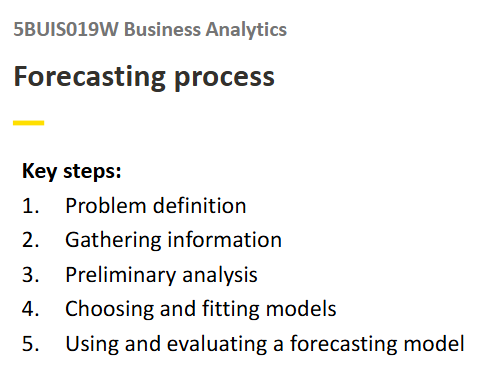 5BUIS019W Business Analytics
Forecasting process
Key steps:
1. Problem definition
2. Gathering information
3. Preliminary analysis
4. Choosing and fitting models
5. Using and evaluating a forecasting model